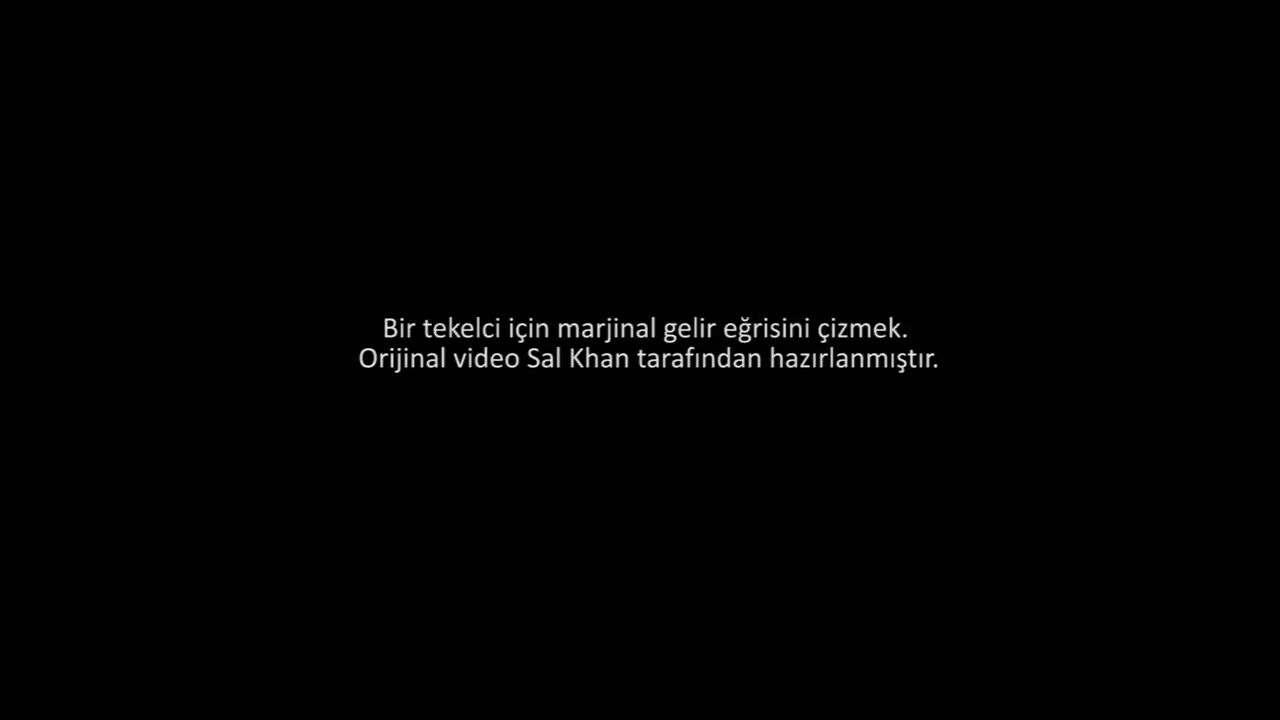 Bir tekelci için marjinal gelir eğrisini çizmek.
Orijinal video Sal Khan tarafından hazırlanmıştır.